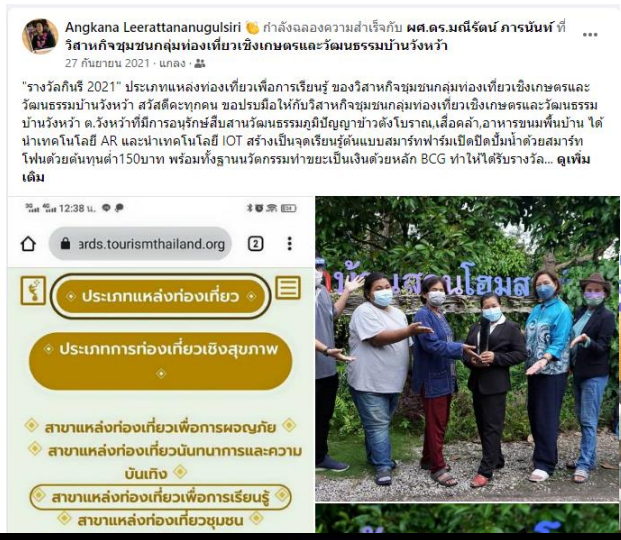 Angkana Leerattananugulsiri 👏 กำลังฉลองความสำเร็จกับ ผศ.ดร.มณีรัตน์ ภารนันท์ ที่
วิสาหกิจชุมชนกลุ่มท่องเที่ยวเชิงเกษตรและวัฒนธรรมบ้านวังหว้า
27 กันยายน 2021 · แกลง ·
"รางวัลกินรี 2021" ประเภทแหล่งท่องเที่ยวเพื่อการเรียนรู้ ของวิสาหกิจชุมชนกลุ่มท่องเที่ยวเชิงเกษตรและ
วัฒนธรรมบ้านวังหว้า สวัสดีคะทุกคน ขอปรบมือให้กับวิสาหกิจชุมชนกลุ่มท่องเที่ยวเชิงเกษตรและวัฒนธรรม
บ้านวังหว้า ต.วังหว้าที่มีการอนุรักษ์สืบสานวัฒนธรรมภูมิปัญญาข้าวตังโบราณ,เสื่อคล้า,อาหารขนมพื้นบ้าน ได้
นำเทคโนโลยี AR และนำเทคโนโลยี IOT สร้างเป็นจุดเรียนรู้ต้นแบบสมาร์ทฟาร์มเปิดปิดปั้มน้ำด้วยสมาร์ท
โฟนด้วยต้นทุนต่ำ150บาท พร้อมทั้งฐานนวัตกรรมทำขยะเป็นเงินด้วยหลัก BCG ทำให้ได้รับรางวัล... ดูเพิ่ม
เติม
12:38 น.
ards.tourismthailand.org
2
ประเภทแหล่งท่องเที่ยว
ประเภทการท่องเที่ยวเชิงสุขภาพ
สาขาแหล่งท่องเที่ยวเพื่อการผจญภัย
สาขาแหล่งท่องเที่ยวนันทนาการและความ
บันเทิง
สาขาแหล่งท่องเที่ยวเพื่อการเรียนรู้
สาขาแหล่งท่องเที่ยวชุมชน